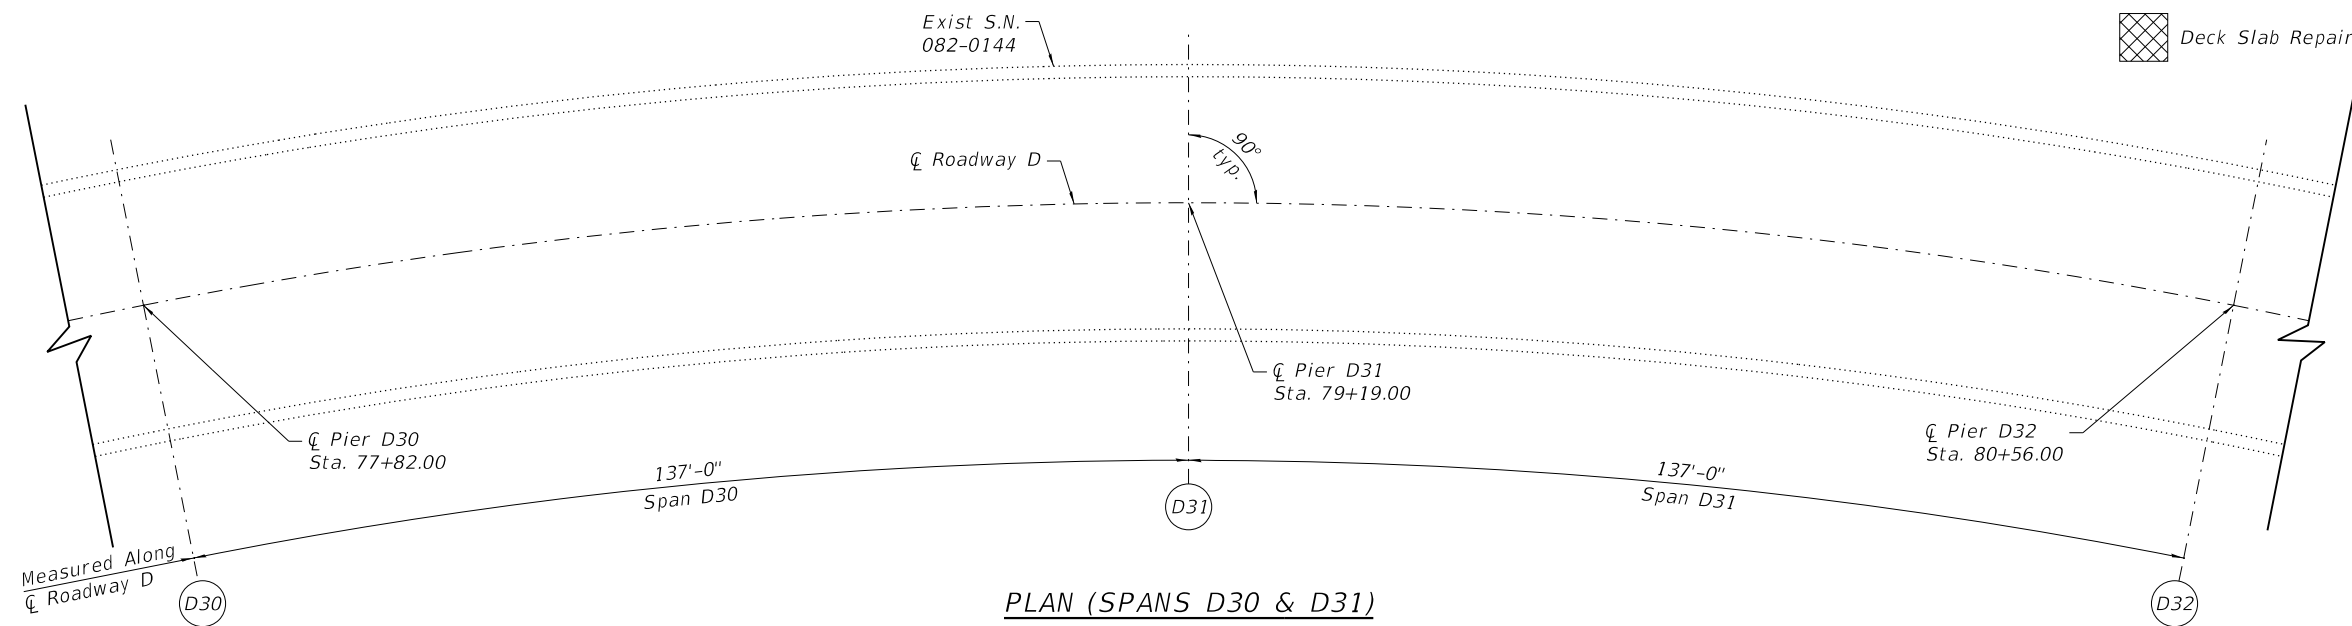 Exist S.N.
082-0144
Deck Slab Repair
90°
typ.
℄ Roadway D
℄ Pier D31
Sta. 79+19.00
℄ Pier D30
Sta. 77+82.00
℄ Pier D32
Sta. 80+56.00
137'-0"
Span D30
137'-0"
Span D31
D31
Measured Along
℄ Roadway D
D30
D32
PLAN (SPANS D30 & D31)